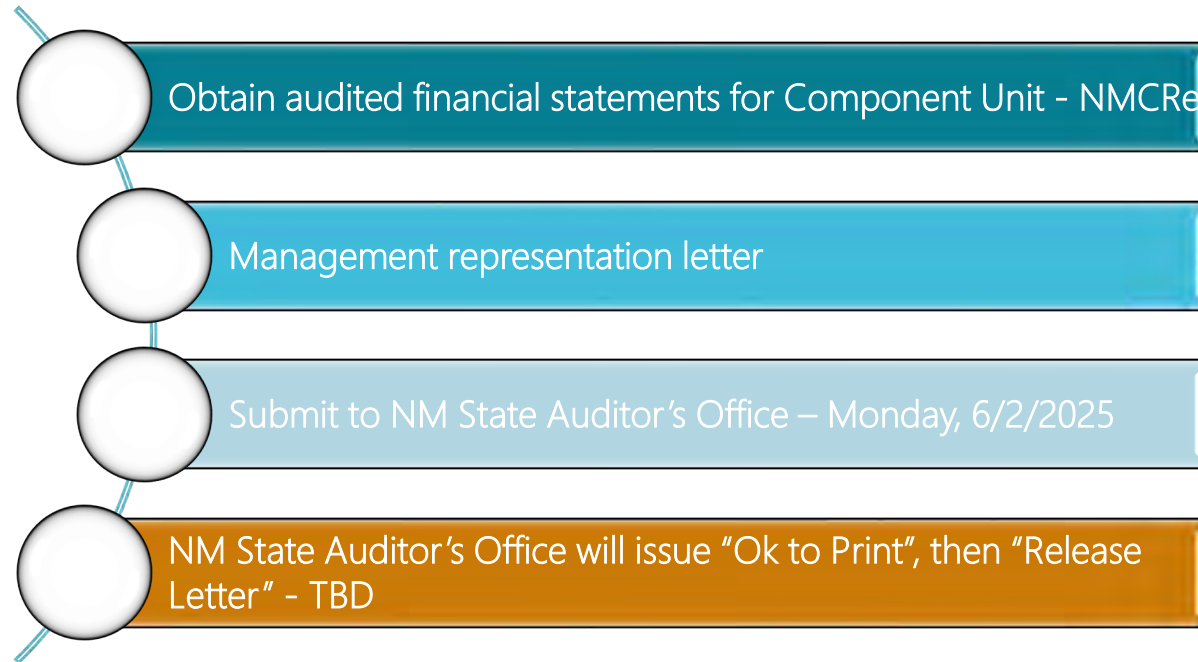 Obtain audited financial statements for Component Unit - NMCRe
Management representation letter
Submit to NM State Auditor’s Office – Monday, 6/2/2025
NM State Auditor’s Office will issue “Ok to Print”, then “Release
Letter” - TBD